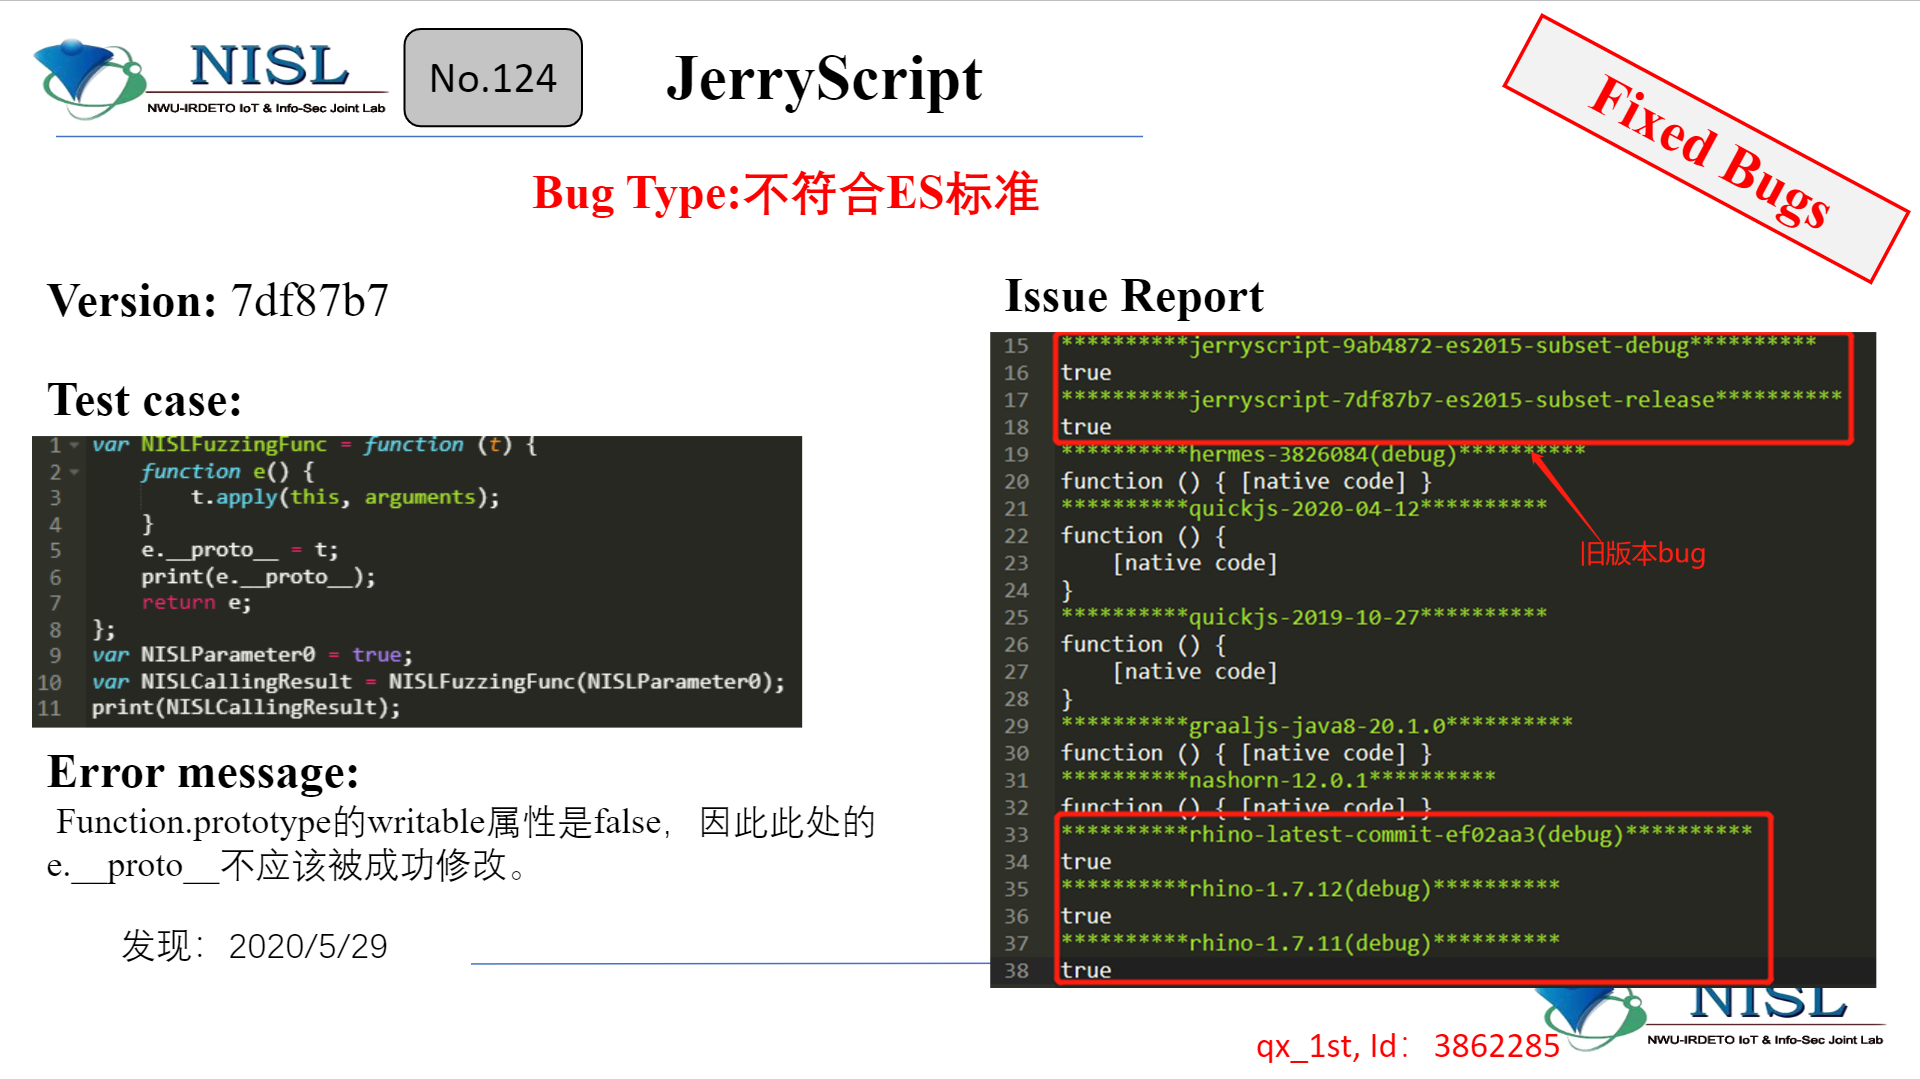 NISL
NWU-IRDETO IoT & Info-Sec Joint Lab
No.124
JerryScript
Fixed Bugs
Bug Type:不符合ES标准
Version: 7df87b7
Test case:
1 var NISLFuzzingFunc = function (t) {
2 function e() {
3 t.apply(this, arguments);
4 }
5 e.__proto__ = t;
6 print(e.__proto__);
7 return e;
8 };
9 var NISLParameter0 = true;
10 var NISLCallingResult = NISLFuzzingFunc(NISLParameter0);
11 print(NISLCallingResult);
Error message:
Function.prototype的writable属性是false，因此此处的
e.__proto__不应该被成功修改。
发现：2020/5/29
Issue Report
15 **********jerryscript-9ab4872-es2015-subset-debug**********
16 true
17 **********jerryscript-7df87b7-es2015-subset-release**********
18 true
19 **********hermes-3826084(debug)**********
20 function () { [native code] }
21 **********quickjs-2020-04-12**********
22 function () {
23 [native code]
24 }
25 **********quickjs-2019-10-27**********
26 function () {
27 [native code]
28 }
29 **********graaljs-java8-20.1.0**********
30 function () { [native code] }
31 **********nashorn-12.0.1**********
32 function () { [native code] }
33 **********rhino-latest-commit-ef02aa3(debug)**********
34 true
35 **********rhino-1.7.12(debug)**********
36 true
37 **********rhino-1.7.11(debug)**********
38 true
旧版本bug
NISL
NWU-IRDETO IoT & Info-Sec Joint Lab
qx_1st, Id：3862285